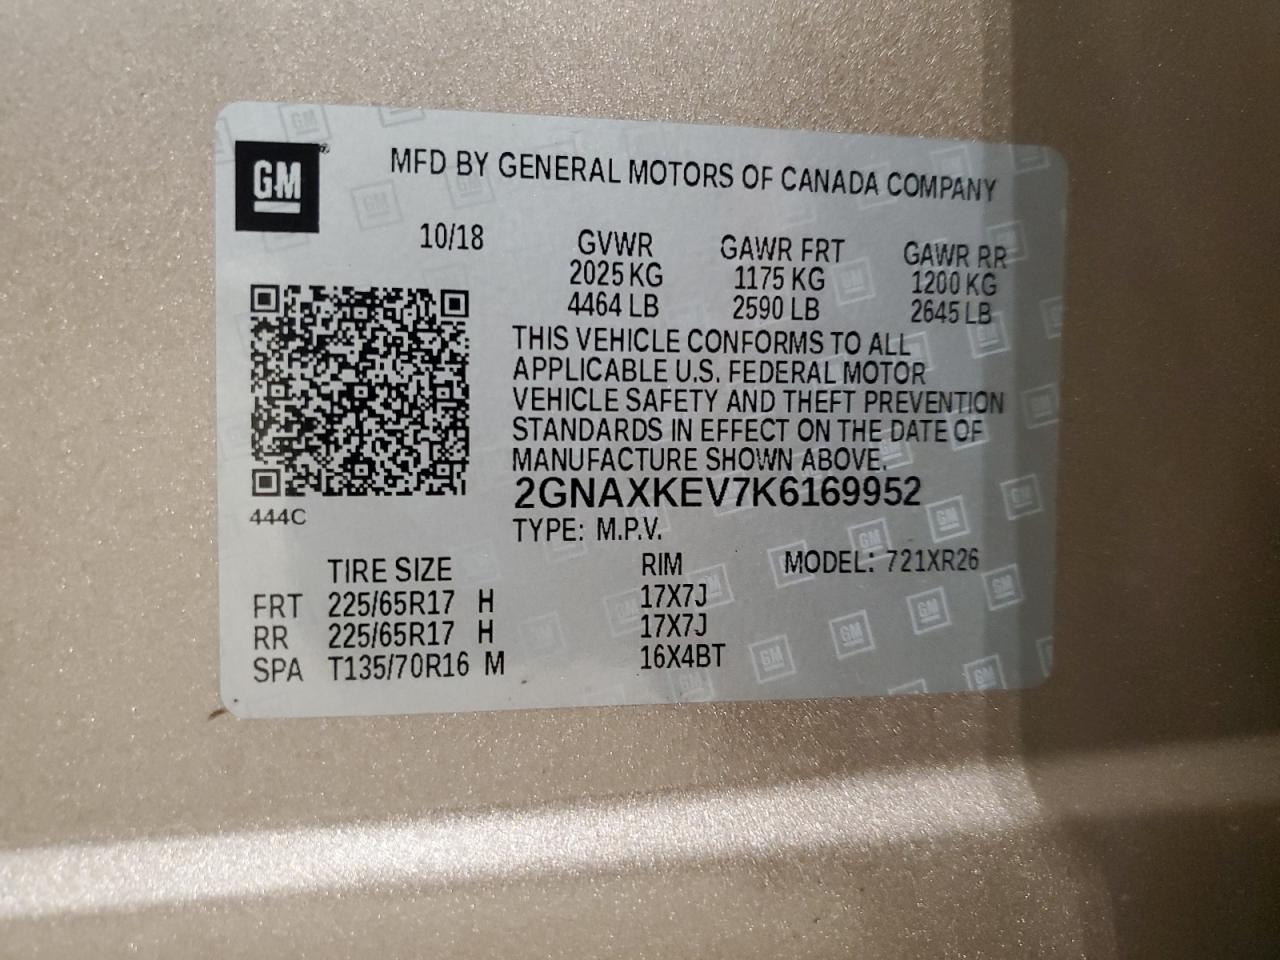 GM®
MFD BY GENERAL MOTORS OF CANADA COMPANY
10/18 GVWR GAWR FRT GAWR RR
2025 KG 1175 KG 1200 KG
4464 LB 2590 LB 2645 LB
THIS VEHICLE CONFORMS TO ALL
APPLICABLE U.S. FEDERAL MOTOR
VEHICLE SAFETY AND THEFT PREVENTION
STANDARDS IN EFFECT ON THE DATE OF
MANUFACTURE SHOWN ABOVE.
2GNAXKEV7K6169952
444C
TYPE: M.P.V.
TIRE SIZE RIM MODEL: 721XR26
FRT 225/65R17 H 17X7J
RR 225/65R17 H 17X7J
SPA T135/70R16 M 16X4BT